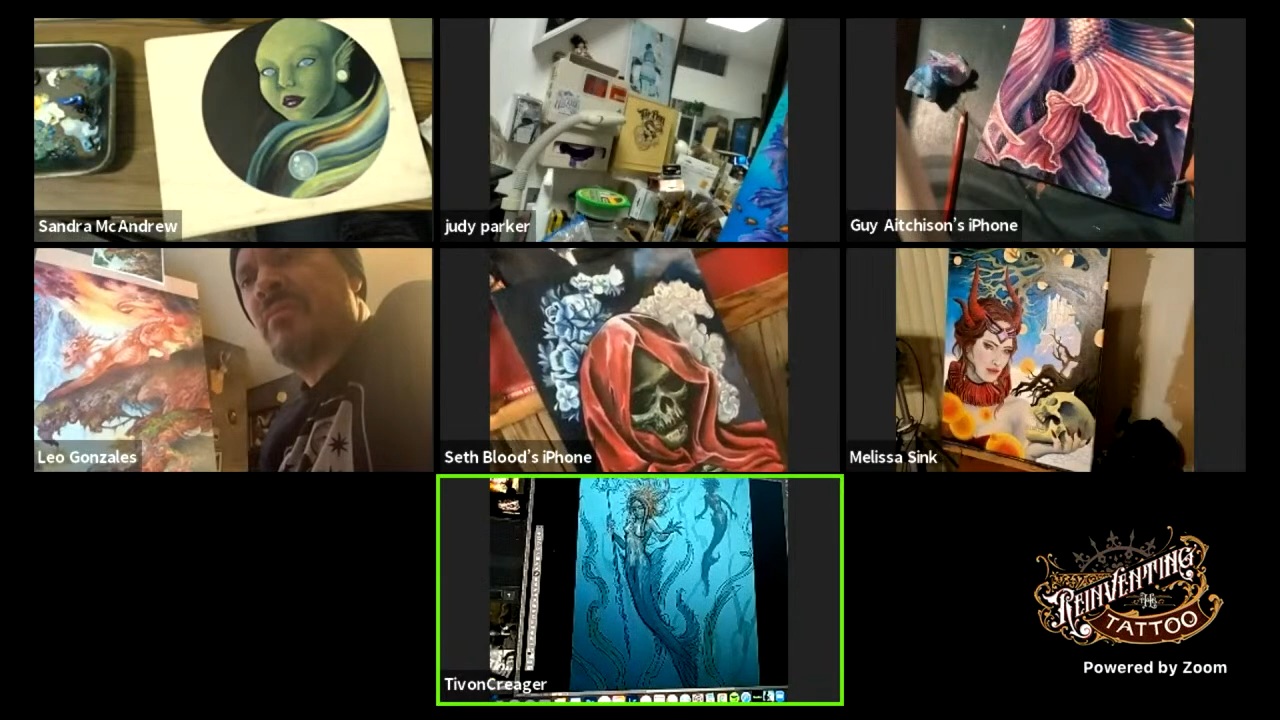 Sandra McAndrew
judy parker
Guy Aitchison's iPhone
Leo Gonzales
Seth Blood's iPhone
Melissa Sink
TivonCreager
REINVENTING
THE
TATTOO
Powered by Zoom